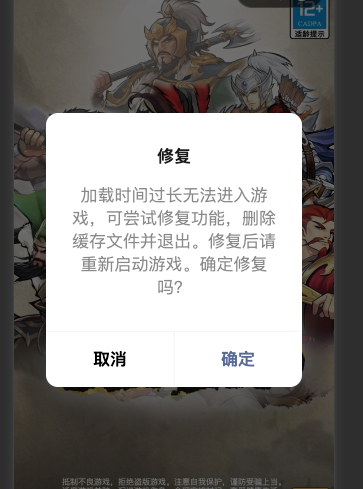 12+
CADPA
适龄提示
修复
加载时间过长无法进入游
戏，可尝试修复功能，删除
缓存文件并退出。修复后请
重新启动游戏。确定修复
吗？
取消
确定
抵制不良游戏，拒绝盗版游戏。注意自我保护，谨防受骗上当。